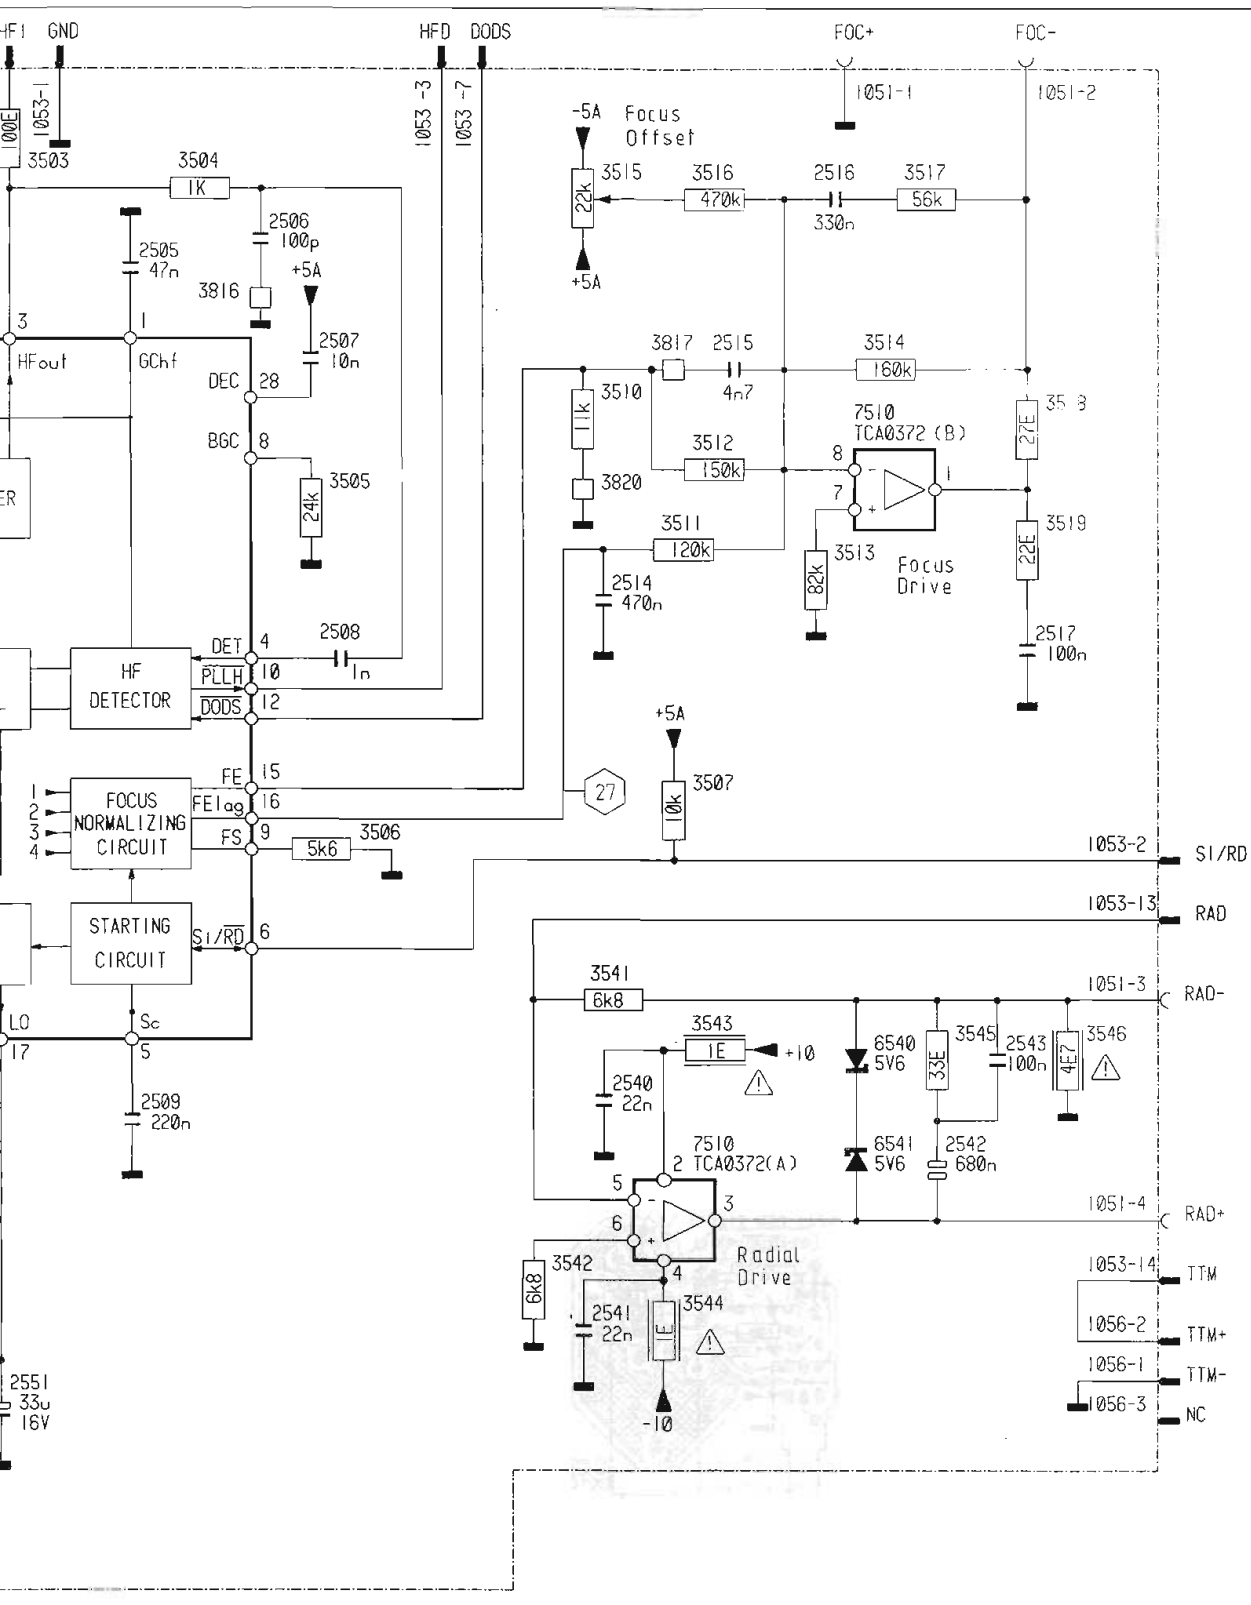 HF1 GND HFD DODS FOC+ FOC-
1053-1 1053-3 1053-7 1051-1 1051-2
100E
3503
3504
1K
2505
47n
2506
100p
3816
+5A
2507
10n
-5A Focus
Offset
3515
22k
+5A
3516
470k
2516
330n
3517
56k
3 1
HFout GChf
DEC 28
BGC 8
3505
24k
ER
3817
2515
4n7
3514
160k
3510
11k
3820
3512
150k
3511
120k
2514
470n
7510
TCA0372 (B)
8 -
7 +
1
3513
82k
Focus
Drive
27E
3519
22E
2517
100n
HF
DETECTOR
DET 4
PLLH 10
DODS 12
2508
1n
FOCUS
NORMALIZING
CIRCUIT
1
2
3
4
FE 15
FElag 16
FS 9
3506
5k6
27
+5A
3507
10k
1053-2 SI/RD
STARTING
CIRCUIT
Si/RD 6
1053-13 RAD
LO
17
Sc
5
2509
220n
2551
33u
16V
3541
6k8
1051-3 RAD-
3543
1E
+10
2540
22n
6540
5V6
33E
3545
2543
100n
3546
4E7
7510
2 TCA0372(A)
5 -
6 +
3
4
6541
5V6
2542
680n
1051-4 RAD+
3542
6k8
Radial
Drive
2541
22n
3544
1E
-10
1053-14 TTM
1056-2 TTM+
1056-1 TTM-
1056-3 NC